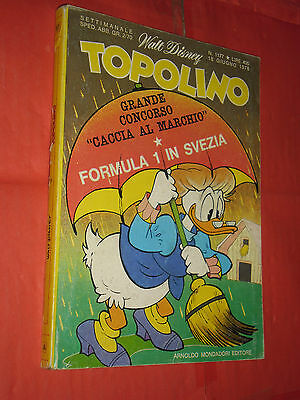 SETTIMANALE
SPED. ABB. GR. 2/70
Walt Disney
N. 1177 ★ LIRE 400
18 GIUGNO 1978
TOPOLINO
GRANDE
CONCORSO
"CACCIA AL MARCHIO"
★
FORMULA 1 IN SVEZIA
ARNOLDO MONDADORI EDITORE